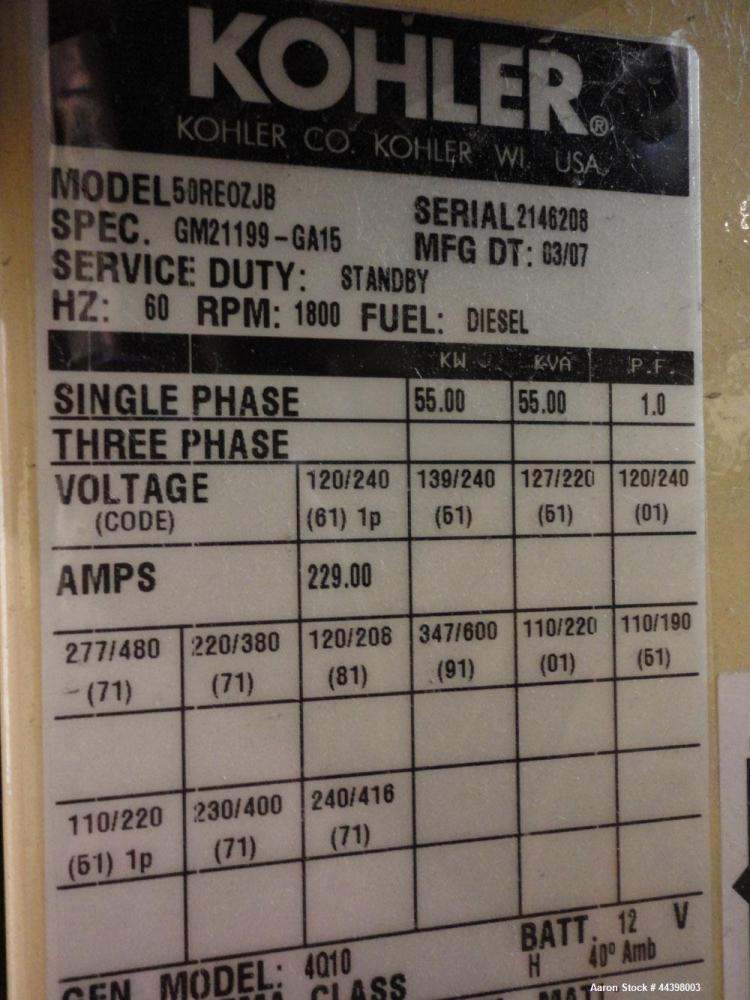 KOHLER®
KOHLER CO. KOHLER WI. USA
MODEL 50REOZJB SERIAL 2146208
SPEC. GM21199-GA15 MFG DT: 03/07
SERVICE DUTY: STANDBY
HZ: 60 RPM: 1800 FUEL: DIESEL
KW KVA P.F.
SINGLE PHASE 55.00 55.00 1.0
THREE PHASE
VOLTAGE 120/240 139/240 127/220 120/240
(CODE) (61) 1p (61) (61) (01)
AMPS 229.00
277/480 220/380 120/208 347/600 110/220 110/190
(71) (71) (81) (91) (01) (61)
110/220 230/400 240/416
(61) 1p (71) (71)
BATT. 12 V
GEN MODEL: 4Q10 H 40° Amb
CLASS
Aaron Stock # 44398003